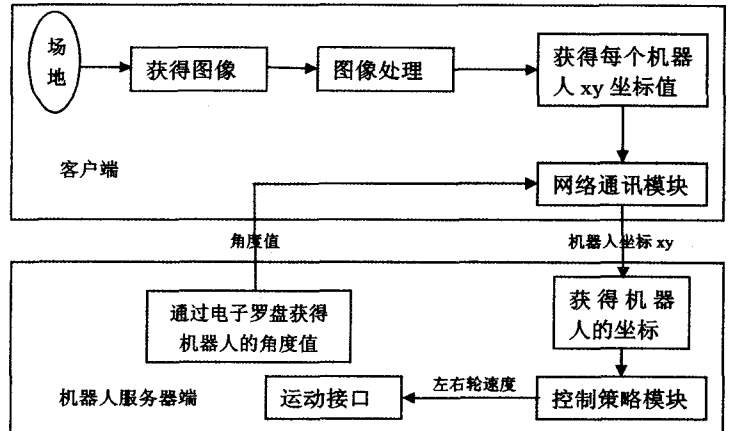 场
地
获得图像
图像处理
获得每个机器
人 xy 坐标值
客户端
网络通讯模块
角度值
机器人坐标 xy
通过电子罗盘获得
机器人的角度值
获得机器
人的坐标
机器人服务器端
运动接口
左右轮速度
控制策略模块